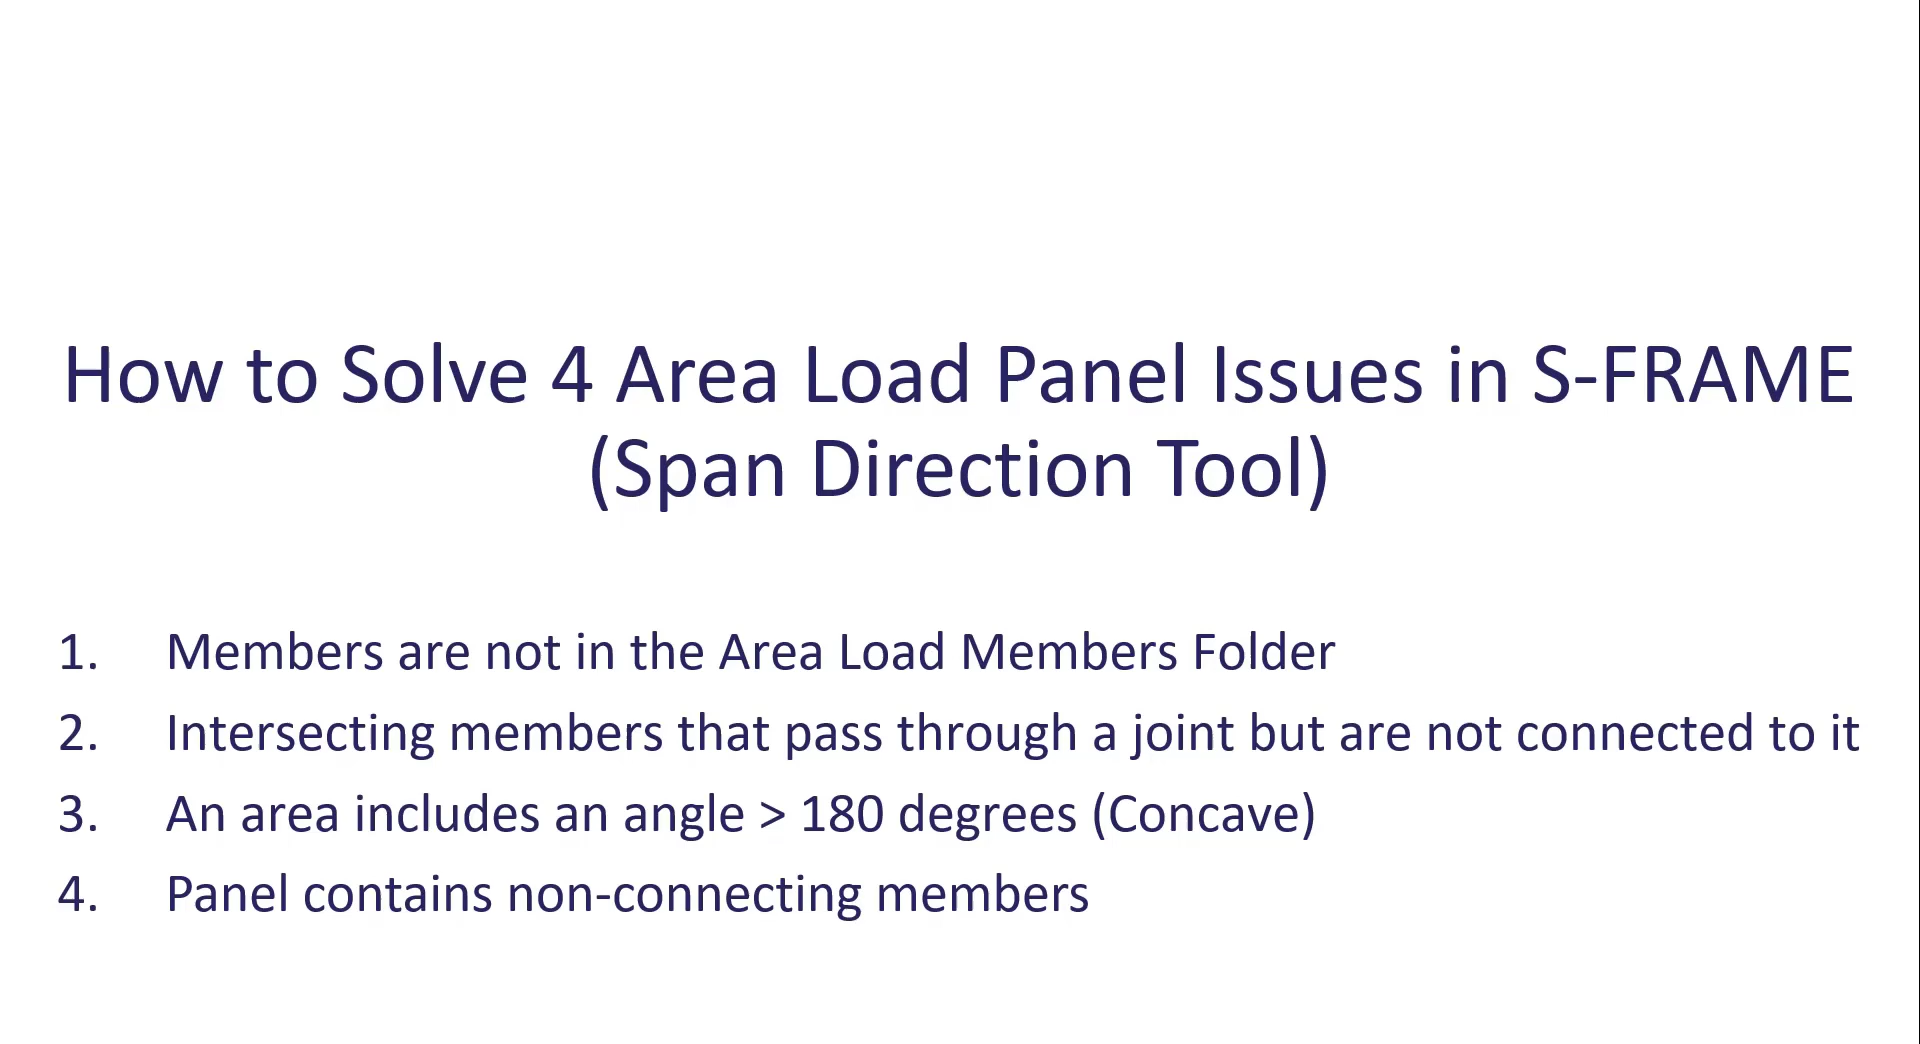 How to Solve 4 Area Load Panel Issues in S-FRAME
(Span Direction Tool)
1. Members are not in the Area Load Members Folder
2. Intersecting members that pass through a joint but are not connected to it
3. An area includes an angle > 180 degrees (Concave)
4. Panel contains non-connecting members